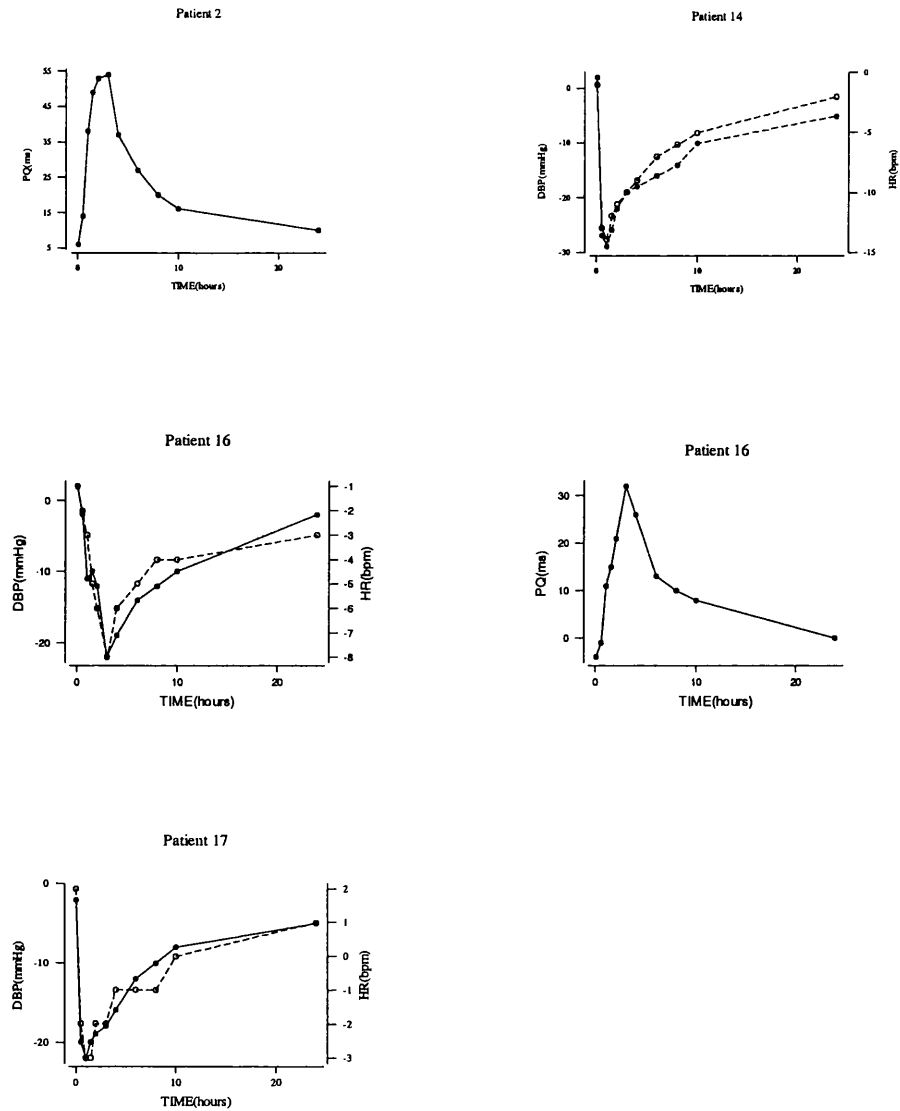 Patient 2
PQ(ms)
55
45
35
25
15
5
0
10
20
TIME(hours)
Patient 14
DBP(mmHg)
0
-10
-20
-30
0
-5
-10
-15
HR(bpm)
0
10
20
TIME(hours)
Patient 16
DBP(mmHg)
0
-10
-20
-1
-2
-3
-4
-5
-6
-7
-8
HR(bpm)
0
10
20
TIME(hours)
Patient 16
PQ(ms)
30
20
10
0
0
10
20
TIME(hours)
Patient 17
DBP(mmHg)
0
-10
-20
2
1
0
-1
-2
-3
HR(bpm)
0
10
20
TIME(hours)